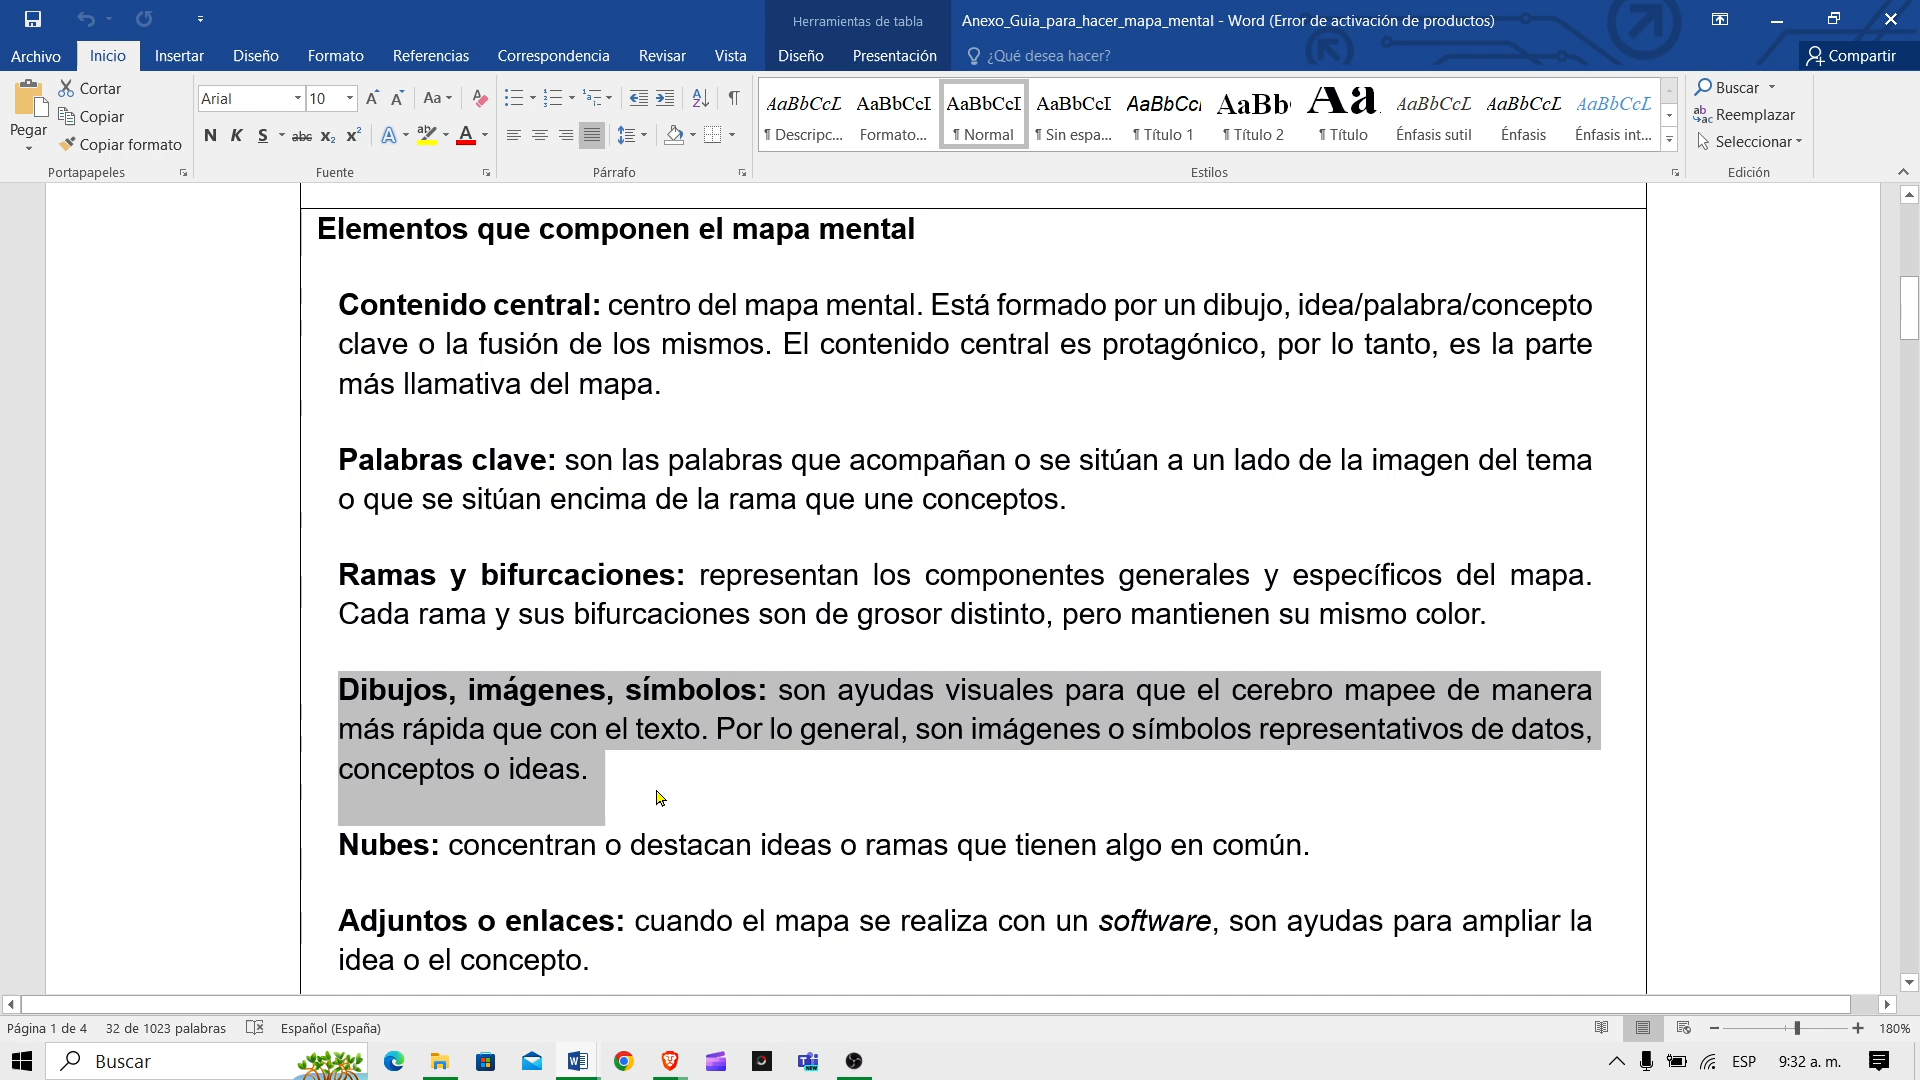 Herramientas de tabla
Anexo_Guia_para_hacer_mapa_mental - Word (Error de activación de productos)
Archivo Inicio Insertar Diseño Formato Referencias Correspondencia Revisar Vista Diseño Presentación ¿Qué desea hacer? Compartir
Pegar
Cortar
Copiar
Copiar formato
Portapapeles
Arial 10 Aa
N K S abc x₂ x² A A
Fuente
Párrafo
AaBbCcL AaBbCcI AaBbCcI AaBbCcI AaBbCcI AaBb AaBbCcL AaBbCcL AaBbCcL
¶ Descripc... Formato... ¶ Normal ¶ Sin espa... ¶ Título 1 ¶ Título 2 ¶ Título Énfasis sutil Énfasis Énfasis int...
Estilos
Buscar
Reemplazar
Seleccionar
Edición
Elementos que componen el mapa mental
Contenido central: centro del mapa mental. Está formado por un dibujo, idea/palabra/concepto
clave o la fusión de los mismos. El contenido central es protagónico, por lo tanto, es la parte
más llamativa del mapa.
Palabras clave: son las palabras que acompañan o se sitúan a un lado de la imagen del tema
o que se sitúan encima de la rama que une conceptos.
Ramas y bifurcaciones: representan los componentes generales y específicos del mapa.
Cada rama y sus bifurcaciones son de grosor distinto, pero mantienen su mismo color.
Dibujos, imágenes, símbolos: son ayudas visuales para que el cerebro mapee de manera
más rápida que con el texto. Por lo general, son imágenes o símbolos representativos de datos,
conceptos o ideas.
Nubes: concentran o destacan ideas o ramas que tienen algo en común.
Adjuntos o enlaces: cuando el mapa se realiza con un software, son ayudas para ampliar la
idea o el concepto.
Página 1 de 4 32 de 1023 palabras Español (España) 180%
Buscar ESP 9:32 a. m.